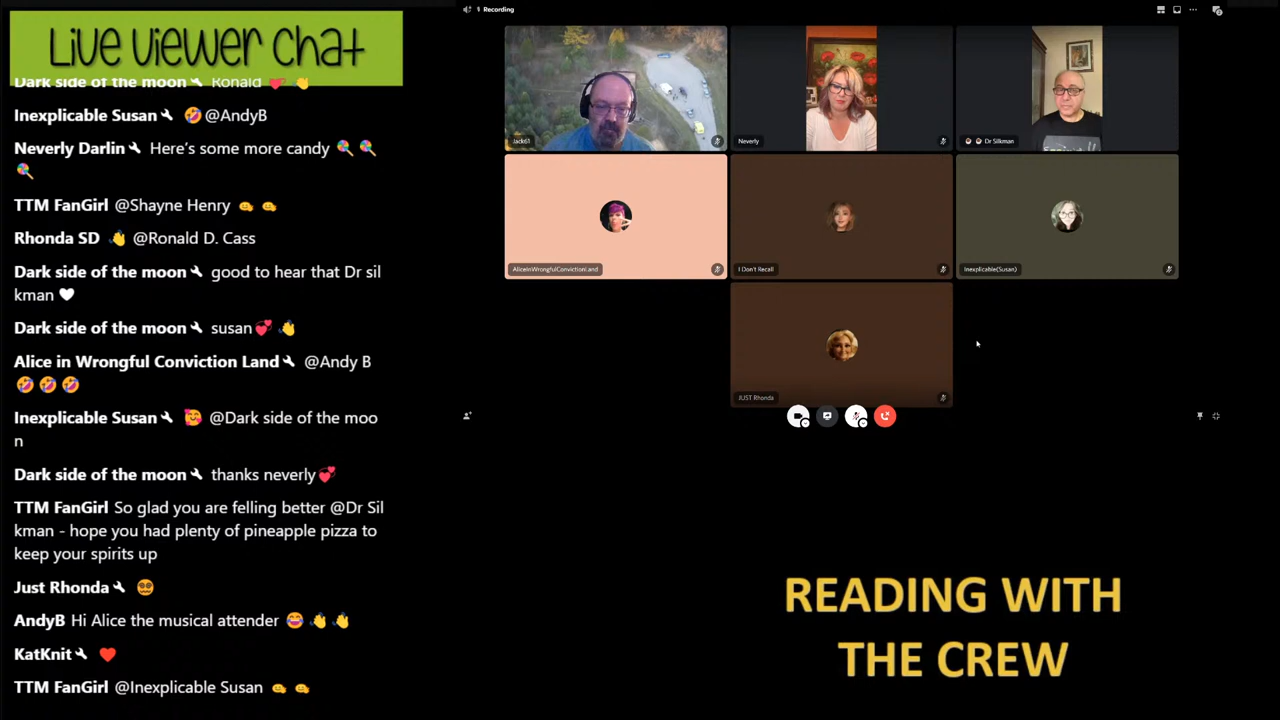 Live viewer chat
Dark side of the moon Ronald 💓 👋
Inexplicable Susan 🤣 @AndyB
Neverly Darlin Here's some more candy 🍭 🍭
🍭
TTM FanGirl @Shayne Henry
Rhonda SD 👋 @Ronald D. Cass
Dark side of the moon good to hear that Dr sil
kman 🤍
Dark side of the moon susan 💞 👋
Alice in Wrongful Conviction Land @Andy B
🤣 🤣 🤣
Inexplicable Susan 🥰 @Dark side of the moo
n
Dark side of the moon thanks neverly 💞
TTM FanGirl So glad you are felling better @Dr Sil
kman - hope you had plenty of pineapple pizza to
keep your spirits up
Just Rhonda 😵‍💫
AndyB Hi Alice the musical attender 😂 👋 👋
KatKnit ❤️
TTM FanGirl @Inexplicable Susan
Recording
Jack61
Neverly
Dr Silkman
AliceInWrongfulConvictionLand
I Don't Recall
Inexplicable(Susan)
JUST Rhonda
READING WITH
THE CREW